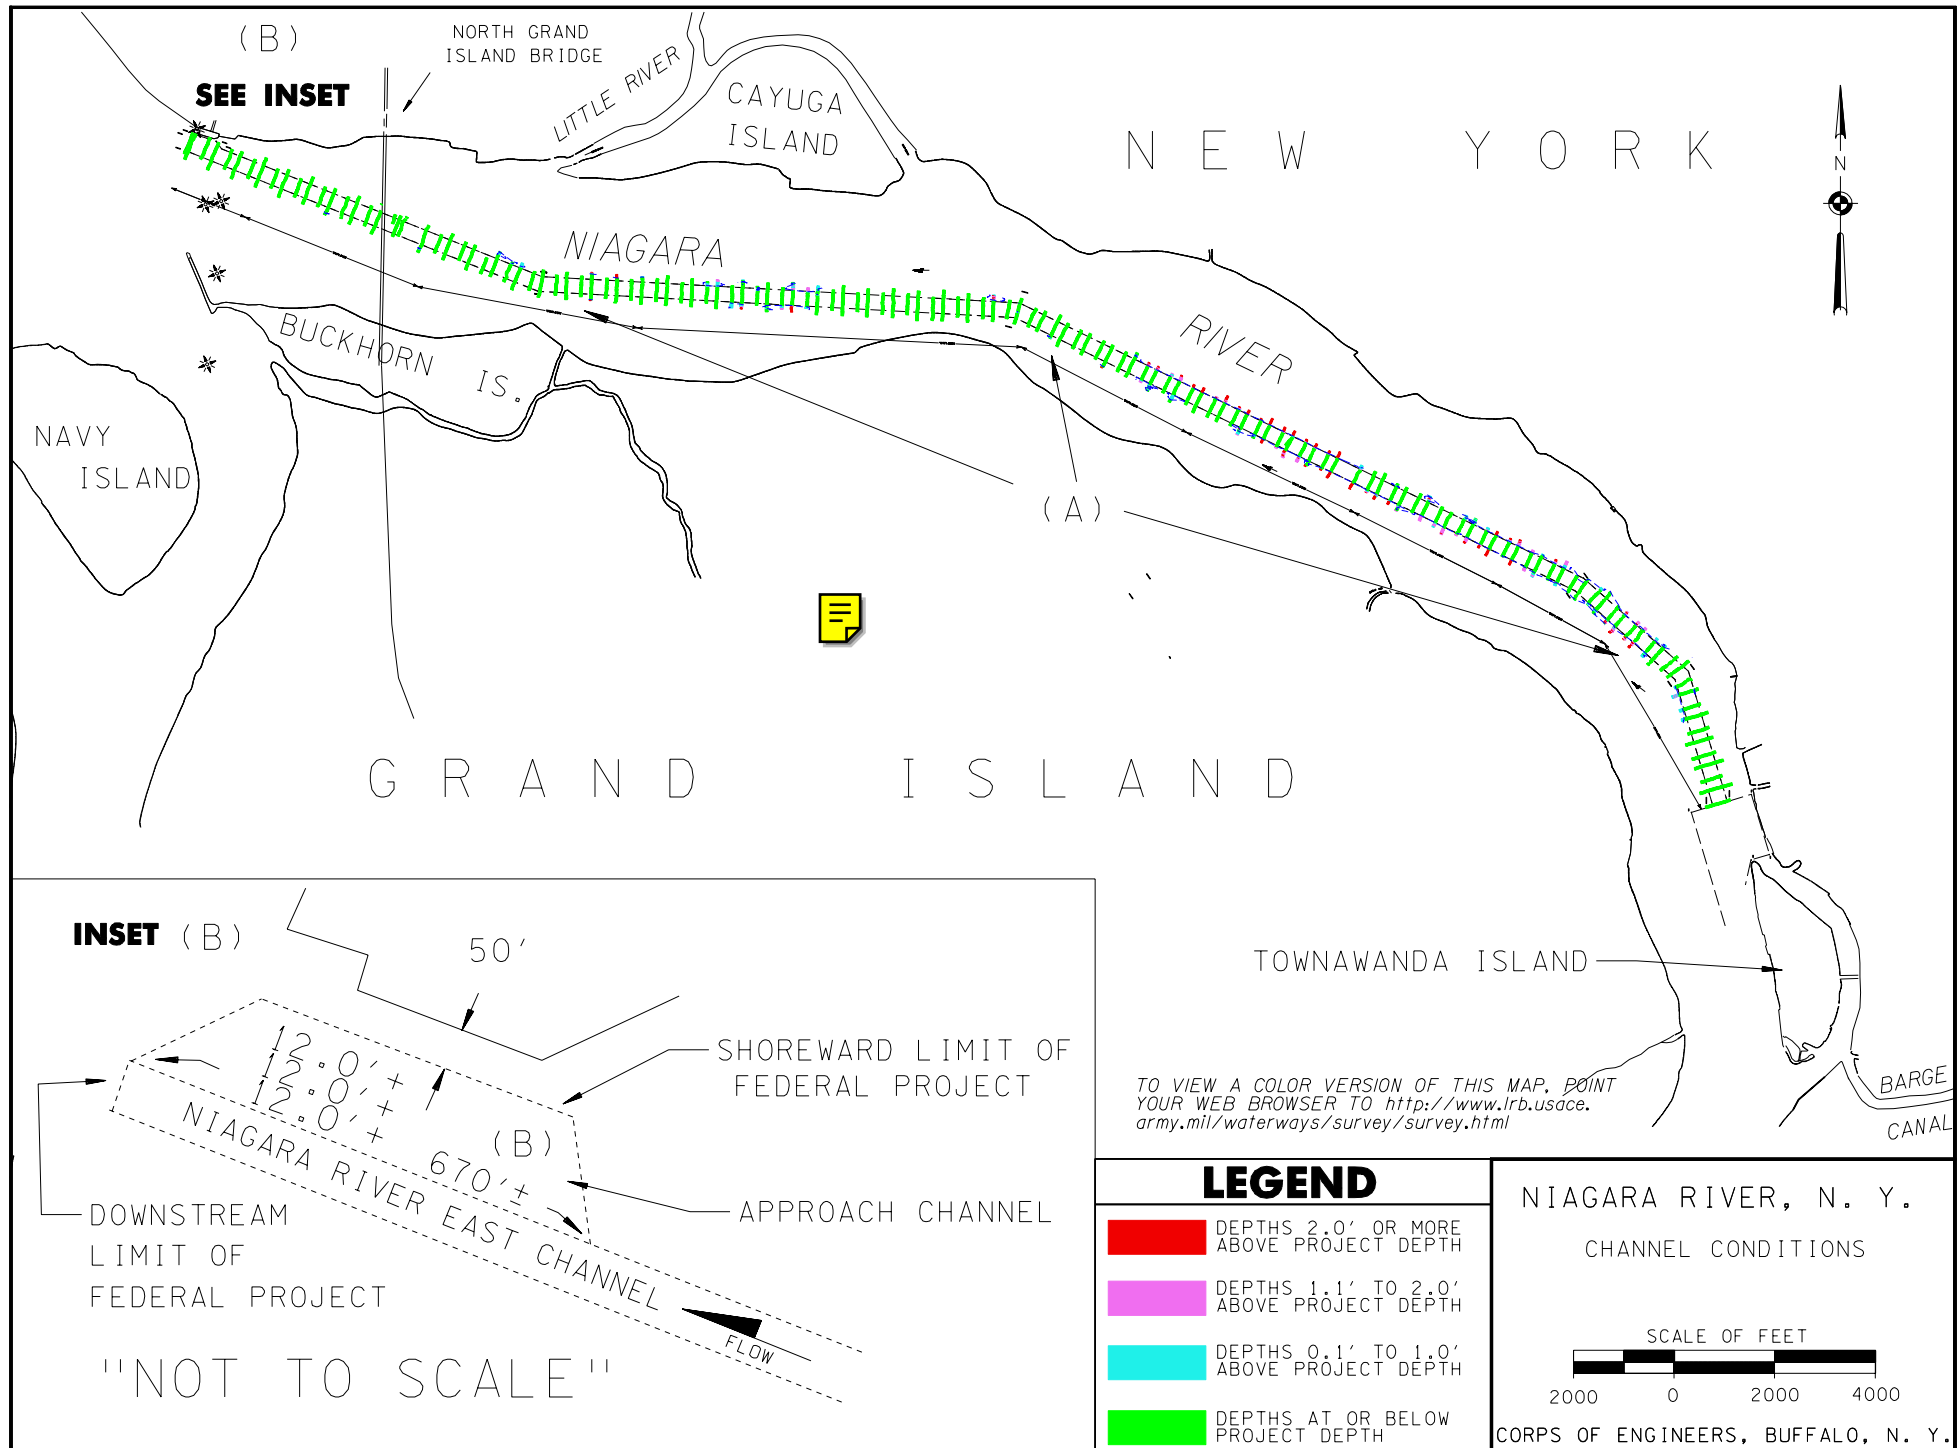 (B)
SEE INSET
NORTH GRAND
ISLAND BRIDGE
LITTLE RIVER
CAYUGA
ISLAND
NEW YORK
N
NIAGARA
RIVER
BUCKHORN IS.
NAVY
ISLAND
(A)
GRAND ISLAND
INSET (B)
50'
12.0'+
12.0'+
12.0'+
SHOREWARD LIMIT OF
FEDERAL PROJECT
(B)
670'±
NIAGARA RIVER EAST CHANNEL
APPROACH CHANNEL
DOWNSTREAM
LIMIT OF
FEDERAL PROJECT
FLOW
"NOT TO SCALE"
TOWNAWANDA ISLAND
TO VIEW A COLOR VERSION OF THIS MAP, POINT
YOUR WEB BROWSER TO http://www.lrb.usace.
army.mil/waterways/survey/survey.html
BARGE
CANAL
LEGEND
DEPTHS 2.0' OR MORE
ABOVE PROJECT DEPTH
DEPTHS 1.1' TO 2.0'
ABOVE PROJECT DEPTH
DEPTHS 0.1' TO 1.0'
ABOVE PROJECT DEPTH
DEPTHS AT OR BELOW
PROJECT DEPTH
NIAGARA RIVER, N. Y.
CHANNEL CONDITIONS
SCALE OF FEET
2000 0 2000 4000
CORPS OF ENGINEERS, BUFFALO, N. Y.